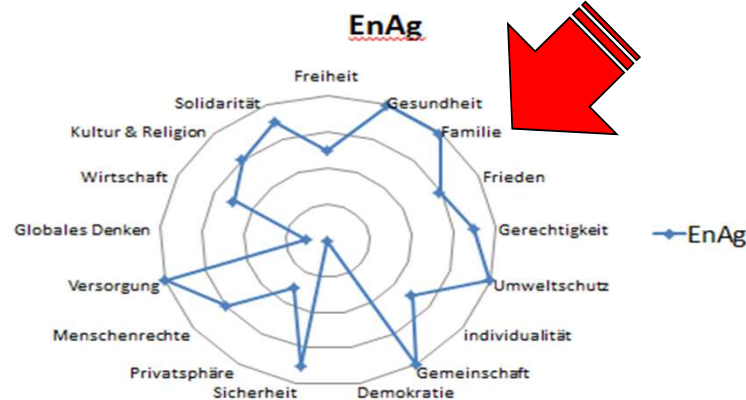 EnAg
Freiheit
Solidarität
Gesundheit
Kultur & Religion
Familie
Wirtschaft
Frieden
Globales Denken
Gerechtigkeit
EnAg
Versorgung
Umweltschutz
Menschenrechte
individualität
Privatsphäre
Gemeinschaft
Sicherheit
Demokratie